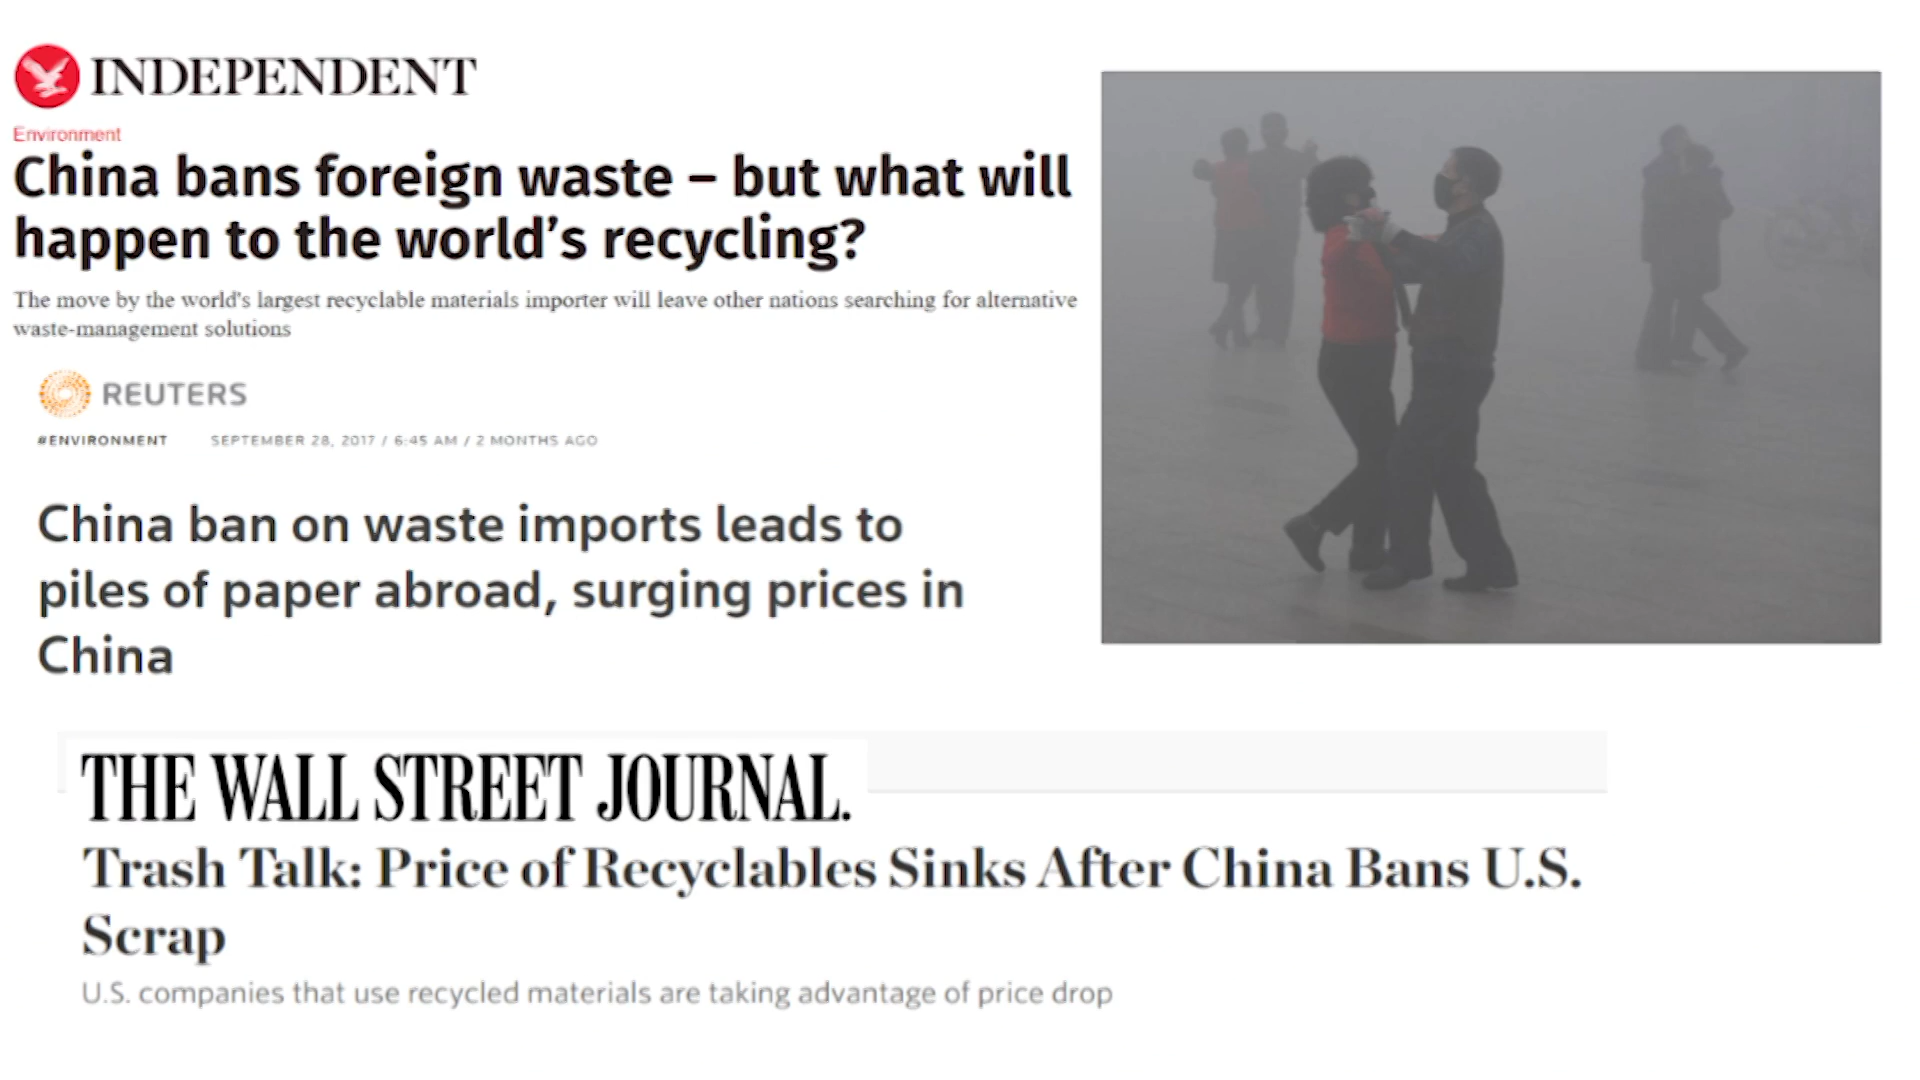 INDEPENDENT
Environment
China bans foreign waste – but what will
happen to the world's recycling?
The move by the world's largest recyclable materials importer will leave other nations searching for alternative
waste-management solutions
REUTERS
#ENVIRONMENT SEPTEMBER 28, 2017 / 6:45 AM / 2 MONTHS AGO
China ban on waste imports leads to
piles of paper abroad, surging prices in
China
THE WALL STREET JOURNAL.
Trash Talk: Price of Recyclables Sinks After China Bans U.S.
Scrap
U.S. companies that use recycled materials are taking advantage of price drop